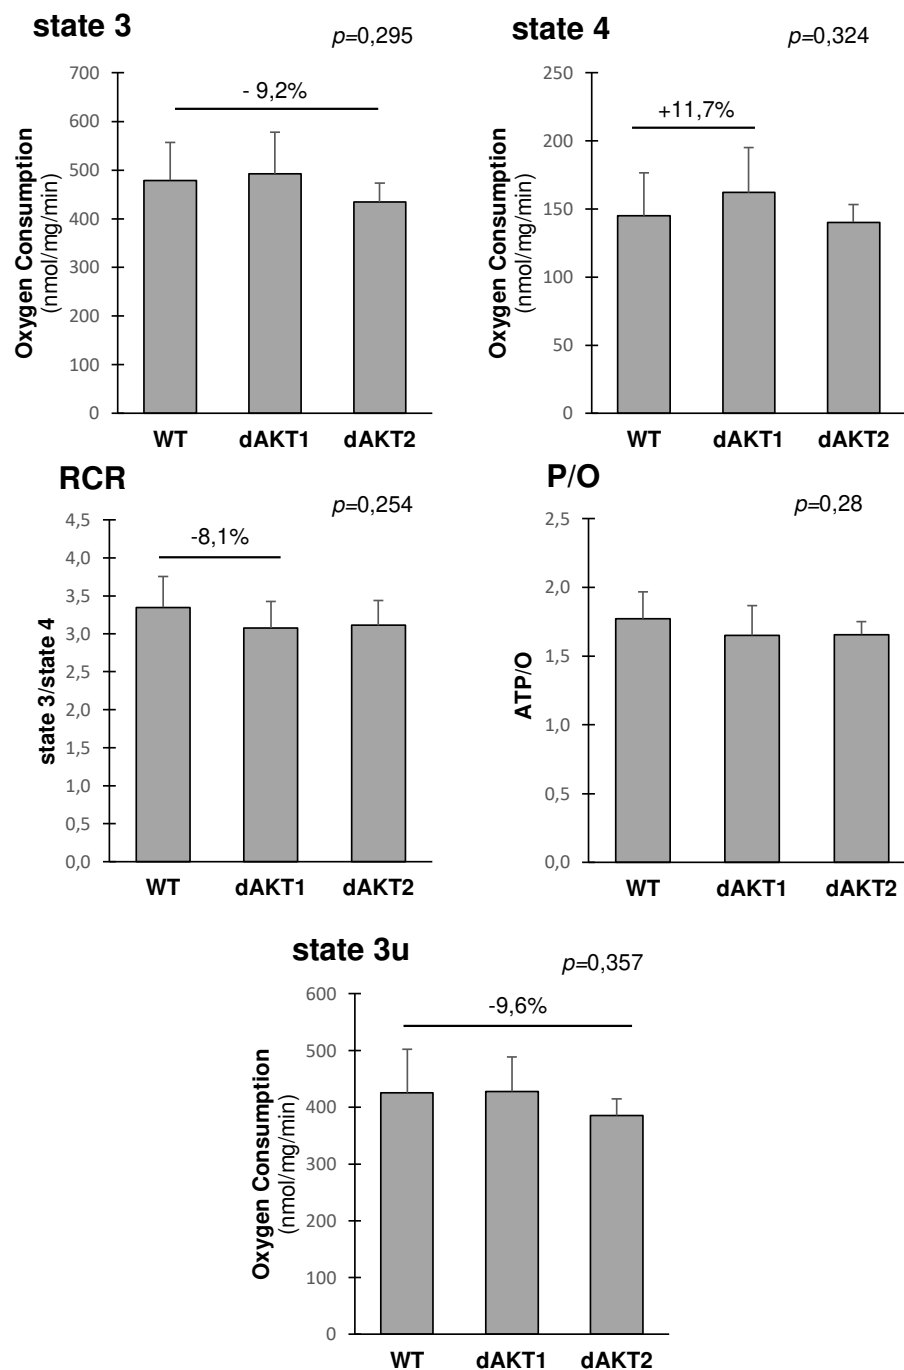 state 3
p=0,295
- 9,2%
Oxygen Consumption
(nmol/mg/min)
700
600
500
400
300
200
100
0
WT dAKT1 dAKT2
state 4
p=0,324
+11,7%
Oxygen Consumption
(nmol/mg/min)
250
200
150
100
50
0
WT dAKT1 dAKT2
RCR
p=0,254
-8,1%
state 3/state 4
4,5
4,0
3,5
3,0
2,5
2,0
1,5
1,0
0,5
0,0
WT dAKT1 dAKT2
P/O
p=0,28
ATP/O
2,5
2,0
1,5
1,0
0,5
0,0
WT dAKT1 dAKT2
state 3u
p=0,357
-9,6%
Oxygen Consumption
(nmol/mg/min)
600
500
400
300
200
100
0
WT dAKT1 dAKT2